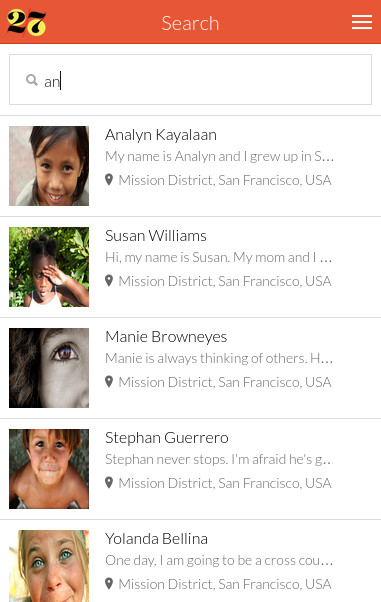 27 Search
an
Analyn Kayalaan
My name is Analyn and I grew up in S...
Mission District, San Francisco, USA
Susan Williams
Hi, my name is Susan. My mom and I ...
Mission District, San Francisco, USA
Manie Browneyes
Manie is always thinking of others. H...
Mission District, San Francisco, USA
Stephan Guerrero
Stephan never stops. I'm afraid he's g...
Mission District, San Francisco, USA
Yolanda Bellina
One day, I am going to be a cross cou...
Mission District, San Francisco, USA